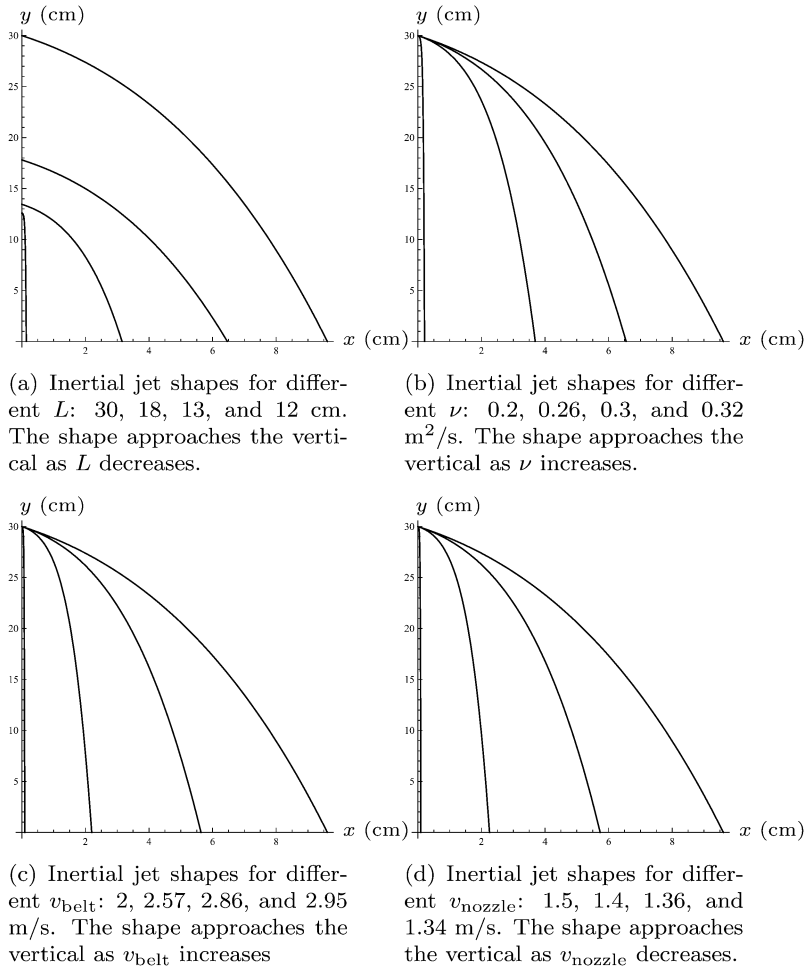 y (cm)
30
25
20
15
10
5
2
4
6
8
x (cm)
(a) Inertial jet shapes for differ-
ent L: 30, 18, 13, and 12 cm.
The shape approaches the verti-
cal as L decreases.
y (cm)
30
25
20
15
10
5
2
4
6
8
x (cm)
(b) Inertial jet shapes for differ-
ent ν: 0.2, 0.26, 0.3, and 0.32
m²/s. The shape approaches the
vertical as ν increases.
y (cm)
30
25
20
15
10
5
2
4
6
8
x (cm)
(c) Inertial jet shapes for differ-
ent v_belt: 2, 2.57, 2.86, and 2.95
m/s. The shape approaches the
vertical as v_belt increases
y (cm)
30
25
20
15
10
5
2
4
6
8
x (cm)
(d) Inertial jet shapes for differ-
ent v_nozzle: 1.5, 1.4, 1.36, and
1.34 m/s. The shape approaches
the vertical as v_nozzle decreases.